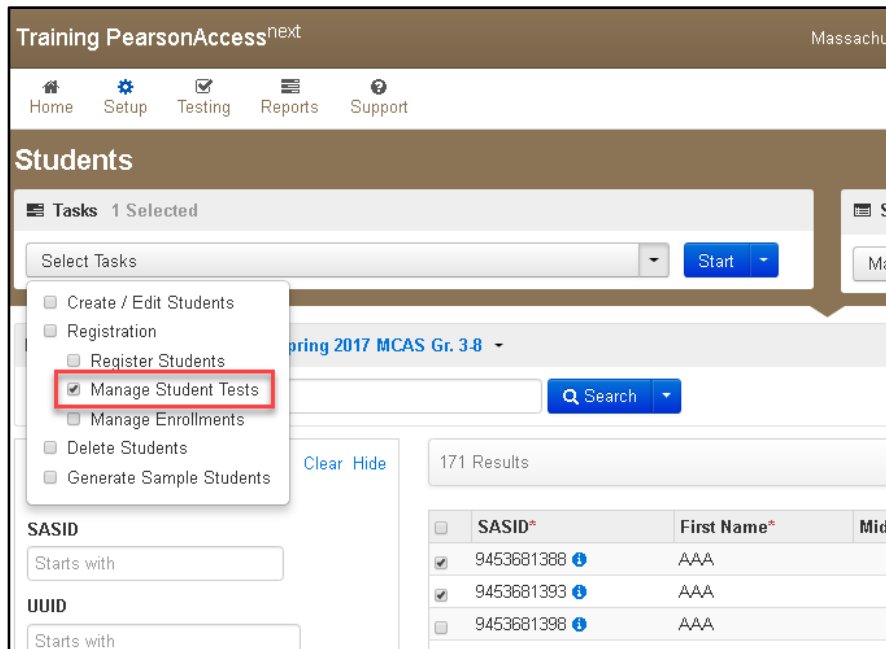 Training PearsonAccessnext
Massachu
Home Setup Testing Reports Support
Students
Tasks 1 Selected
S
Select Tasks
Start
Ma
Create / Edit Students
Registration
Register Students
pring 2017 MCAS Gr. 3-8
Manage Student Tests
Search
Manage Enrollments
Delete Students
Generate Sample Students
Clear Hide
171 Results
SASID
SASID* First Name* Mid
Starts with
9453681388 AAA
9453681393 AAA
UUID
9453681398 AAA
Starts with